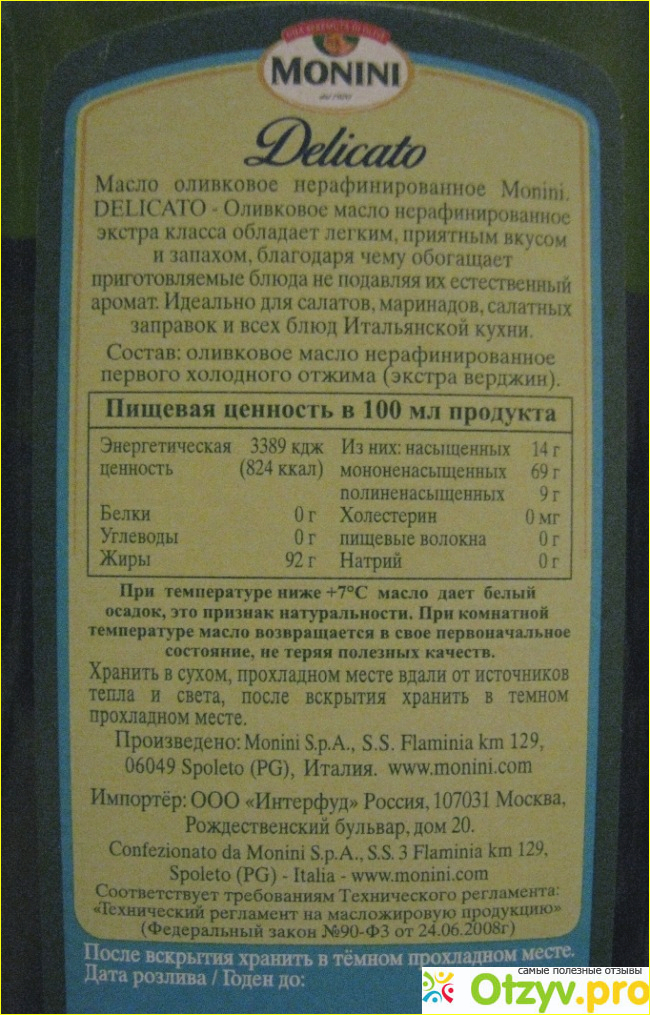 MONINI
Delicato
Масло оливковое нерафинированное Monini.
DELICATO - Оливковое масло нерафинированное
экстра класса обладает легким, приятным вкусом
и запахом, благодаря чему обогащает
приготовляемые блюда не подавляя их естественный
аромат. Идеально для салатов, маринадов, салатных
заправок и всех блюд Итальянской кухни.
Состав: оливковое масло нерафинированное
первого холодного отжима (экстра верджин).
Пищевая ценность в 100 мл продукта
Энергетическая 3389 кдж Из них: насыщенных 14 г
ценность (824 ккал) мононенасыщенных 69 г
полиненасыщенных 9 г
Белки 0 г Холестерин 0 мг
Углеводы 0 г пищевые волокна 0 г
Жиры 92 г Натрий 0 г
При температуре ниже +7°С масло дает белый
осадок, это признак натуральности. При комнатной
температуре масло возвращается в свое первоначальное
состояние, не теряя полезных качеств.
Хранить в сухом, прохладном месте вдали от источников
тепла и света, после вскрытия хранить в темном
прохладном месте.
Произведено: Monini S.p.A., S.S. Flaminia km 129,
06049 Spoleto (PG), Италия. www.monini.com
Импортёр: ООО «Интерфуд» Россия, 107031 Москва,
Рождественский бульвар, дом 20.
Confezionato da Monini S.p.A., S.S. 3 Flaminia km 129,
Spoleto (PG) - Italia - www.monini.com
Соответствует требованиям Технического регламента:
«Технический регламент на масложировую продукцию»
(Федеральный закон №90-ФЗ от 24.06.2008г)
После вскрытия хранить в тёмном прохладном месте.
Дата розлива / Годен до:
самые полезные отзывы
Otzyv.pro